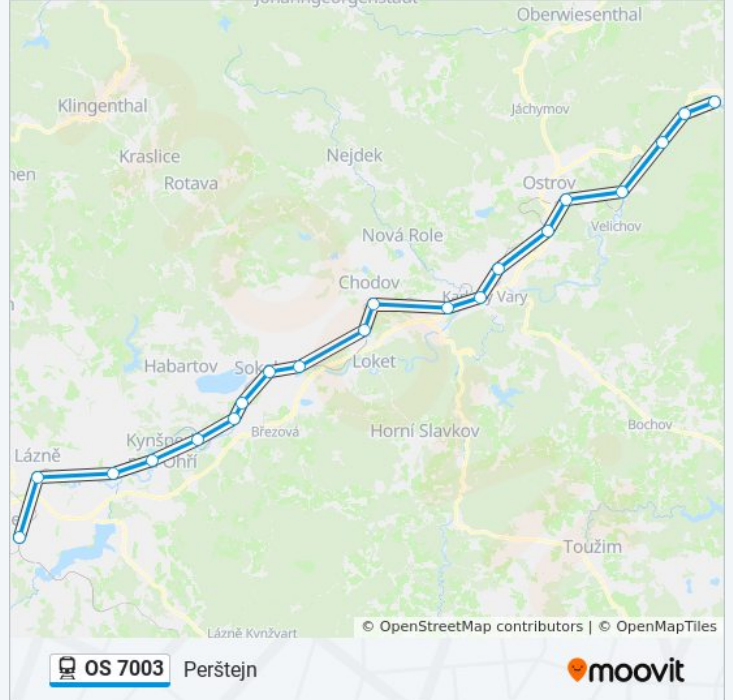 Oberwiesenthal
Klingenthal
Jáchymov
Kraslice
Nejdek
Rotava
Ostrov
Velichov
Nová Role
Chodov
Vary
Habartov
Loket
Březová
Horní Slavkov
Bochov
Lázně
Toužim
Lázně Kynžvart
© OpenStreetMap contributors | © OpenMapTiles
OS 7003 Perštejn
moovit